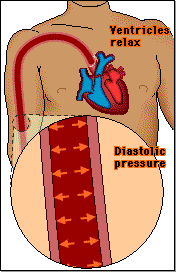 Ventricles
relax
Diastolic
pressure